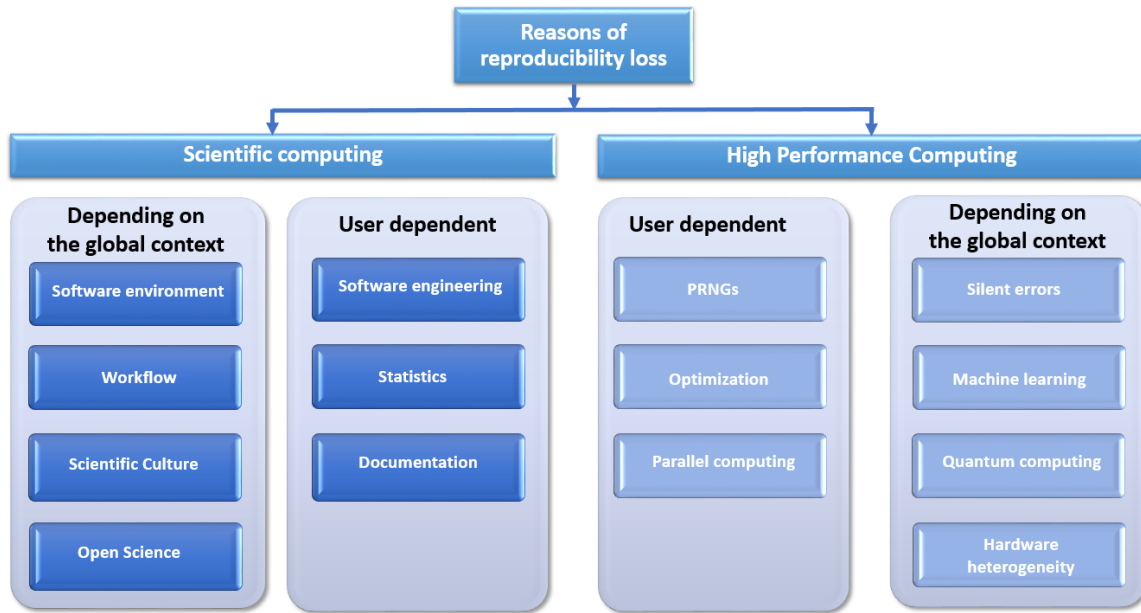 Reasons of
reproducibility loss
Scientific computing
High Performance Computing
Depending on
the global context
Software environment
Workflow
Scientific Culture
Open Science
User dependent
Software engineering
Statistics
Documentation
User dependent
PRNGs
Optimization
Parallel computing
Depending on
the global context
Silent errors
Machine learning
Quantum computing
Hardware
heterogeneity